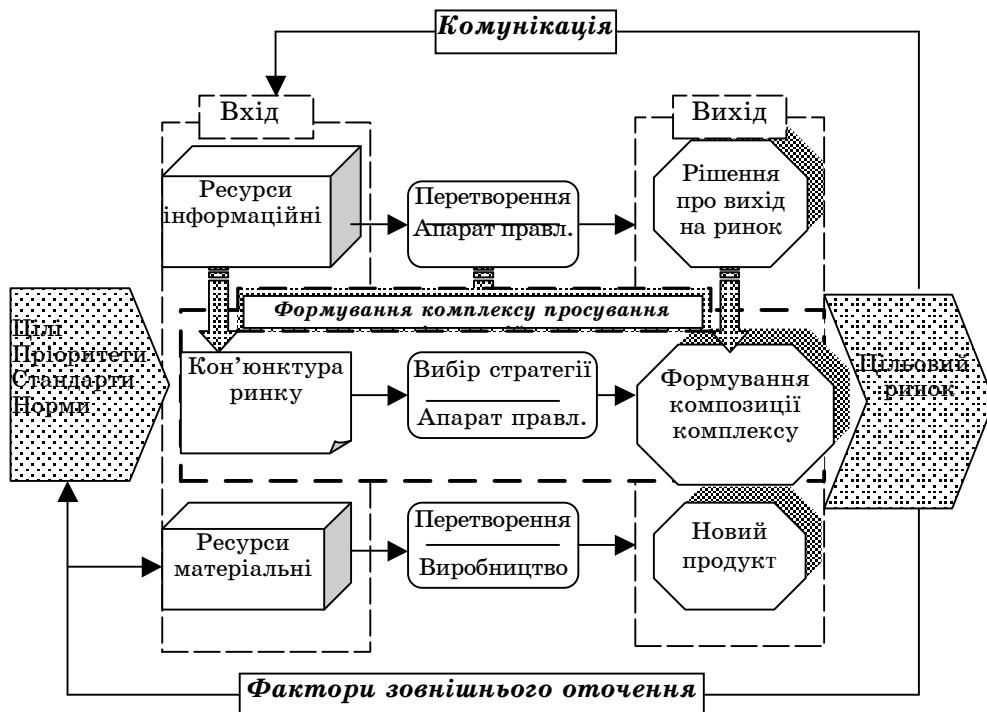 Комунікація
Вхід
Вихід
Ресурси
інформаційні
Перетворення
Апарат правл.
Рішення
про вихід
на ринок
Формування комплексу просування
Цілі
Пріоритети
Стандарти
Норми
Кон’юнктура
ринку
Вибір стратегії
Апарат правл.
Формування
композиції
комплексу
Цільовий
ринок
Ресурси
матеріальні
Перетворення
Виробництво
Новий
продукт
Фактори зовнішнього оточення